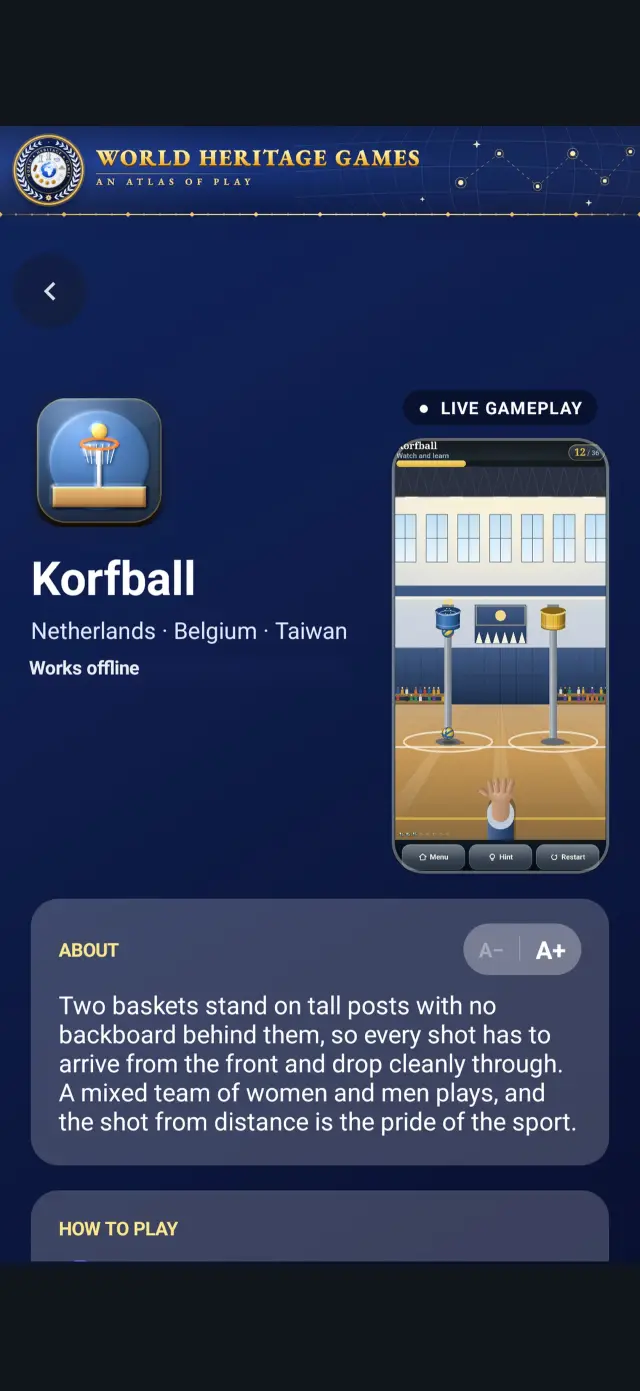 WORLD HERITAGE GAMES
AN ATLAS OF PLAY
LIVE GAMEPLAY
Korfball
Netherlands · Belgium · Taiwan
Works offline
Watch and learn
12 / 36
Menu
Hint
Restart
ABOUT
A− A+
Two baskets stand on tall posts with no
backboard behind them, so every shot has to
arrive from the front and drop cleanly through.
A mixed team of women and men plays, and
the shot from distance is the pride of the sport.
HOW TO PLAY